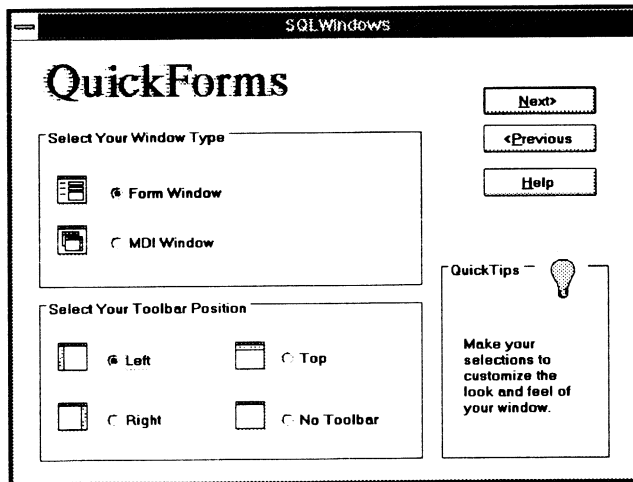 SQLWindows
QuickForms
Next>
<Previous
Help
Select Your Window Type
Form Window
MDI Window
Select Your Toolbar Position
Left
Top
Right
No Toolbar
QuickTips
Make your
selections to
customize the
look and feel of
your window.